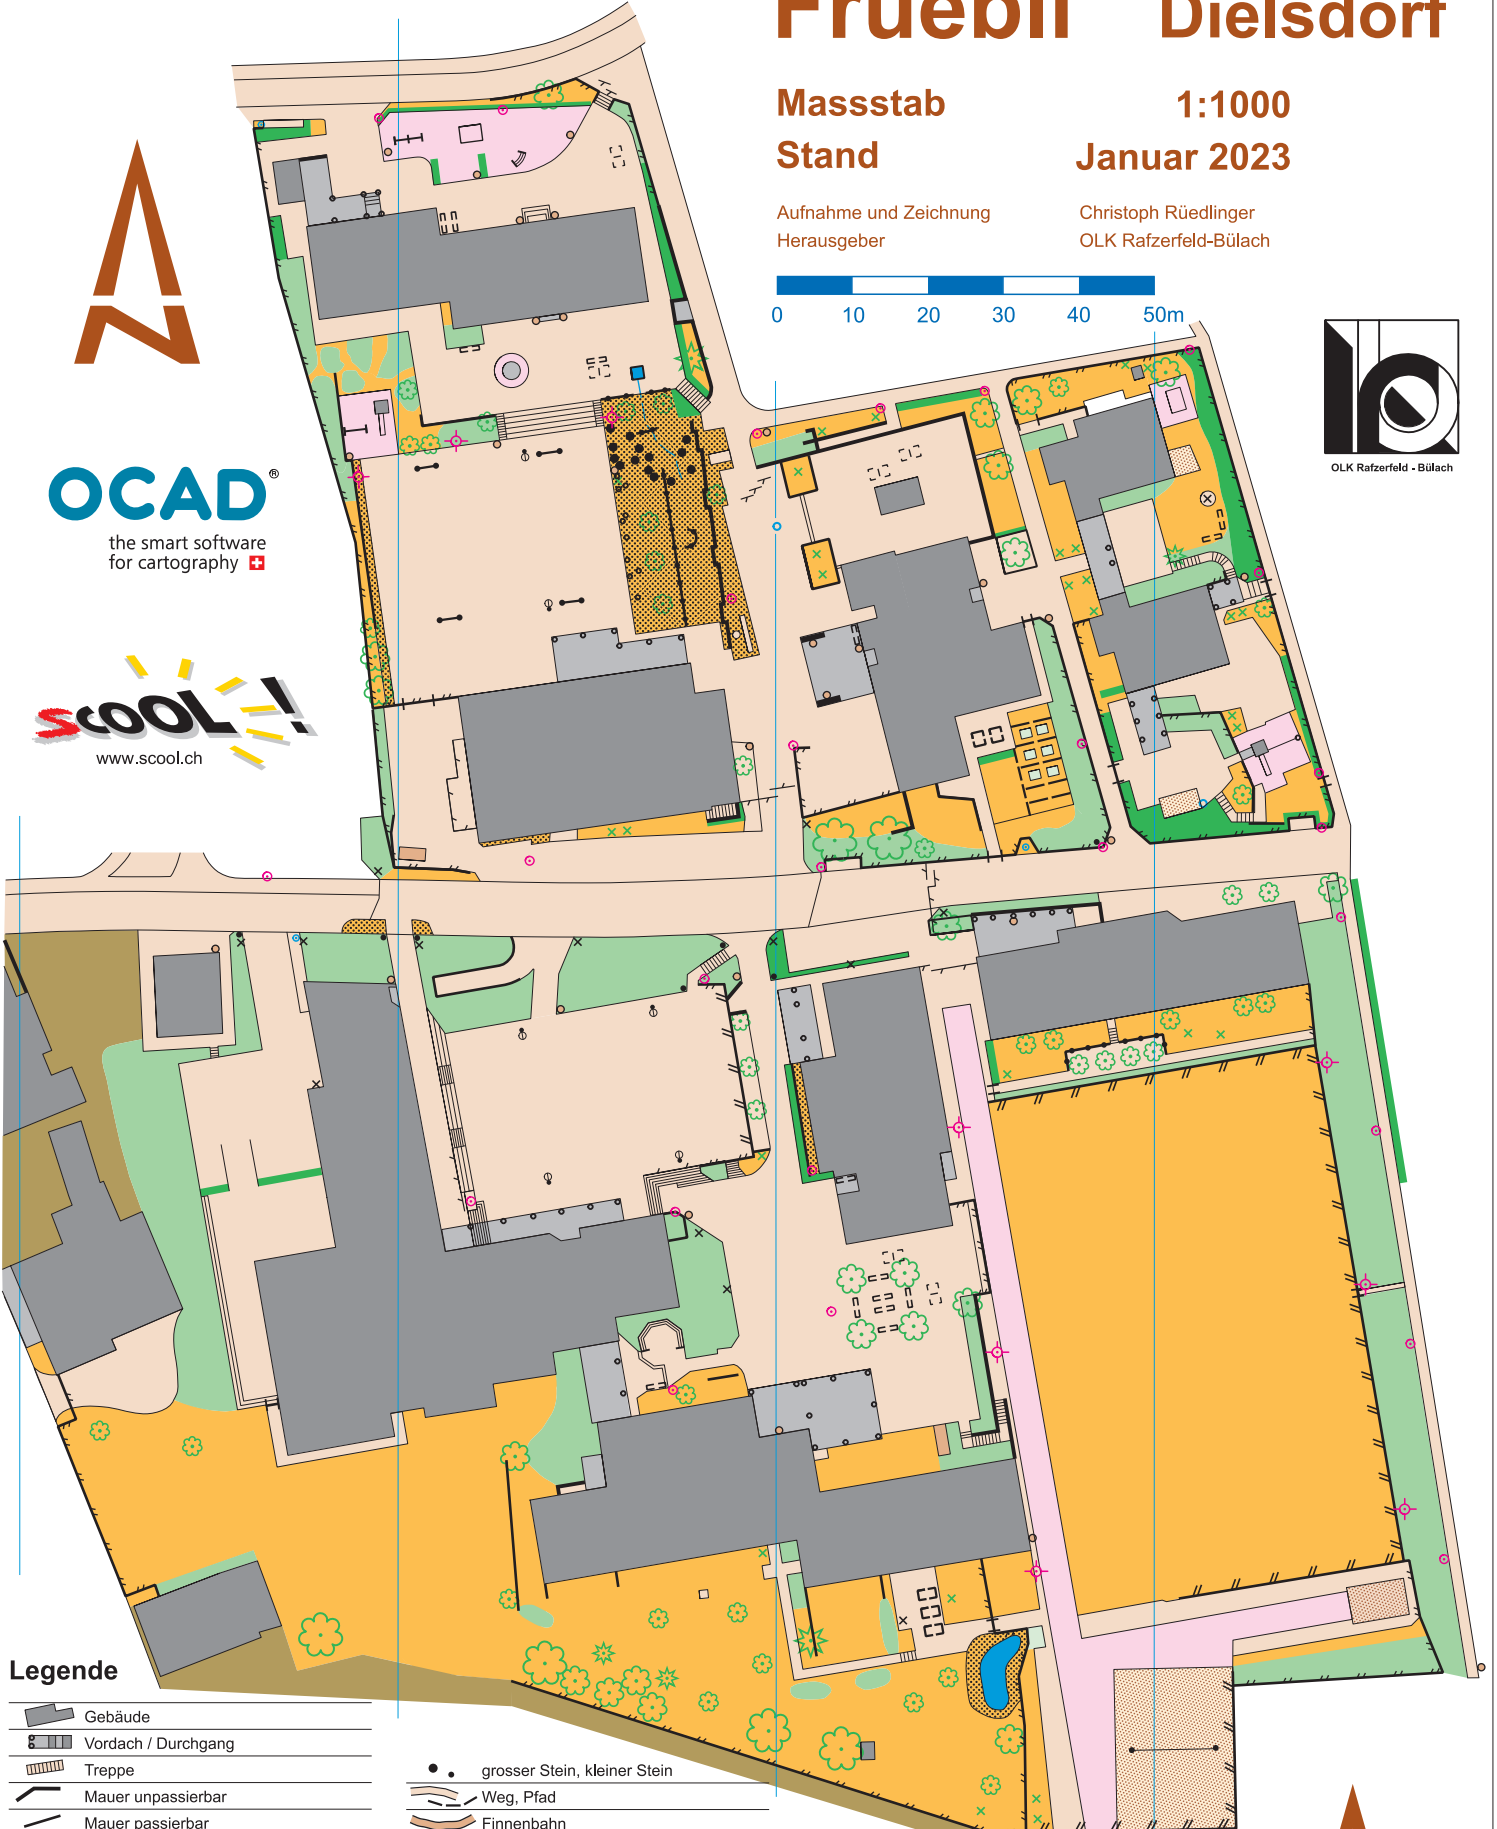 Früebli Dielsdorf
Massstab 1:1000
Stand Januar 2023
Aufnahme und Zeichnung Christoph Rüedlinger
Herausgeber OLK Rafzerfeld-Bülach
0 10 20 30 40 50m
N
OLK Rafzerfeld - Bülach
OCAD®
the smart software
for cartography
scool!
www.scool.ch
Legende
Gebäude
Vordach / Durchgang
Treppe
Mauer unpassierbar
Mauer passierbar
grosser Stein, kleiner Stein
Weg, Pfad
Finnenbahn